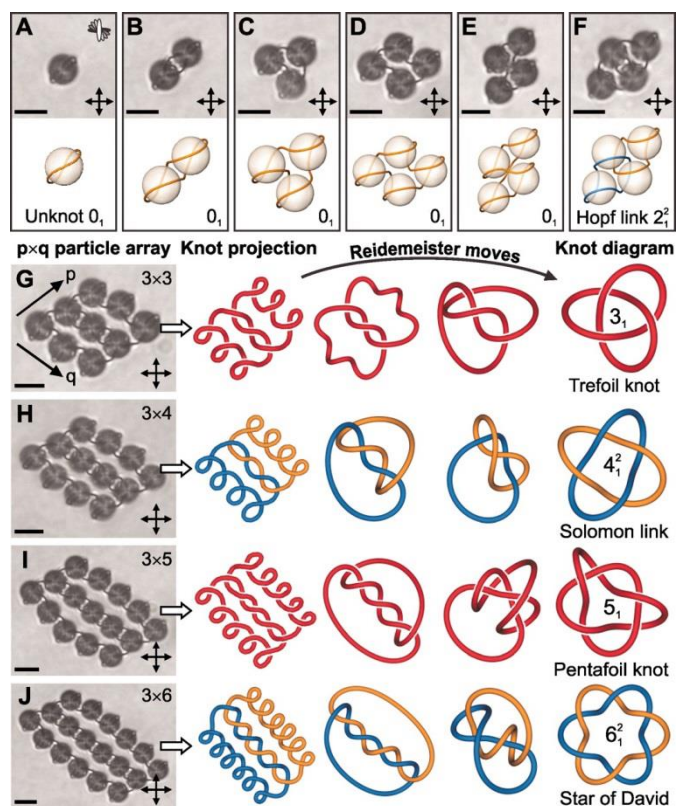 A
B
C
D
E
F
Unknot 0₁
0₁
0₁
0₁
0₁
Hopf link 2²₁
p×q particle array
Knot projection
Reidemeister moves
Knot diagram
G
3×3
p
q
3₁
Trefoil knot
H
3×4
4²₁
Solomon link
I
3×5
5₁
Pentafoil knot
J
3×6
6²₁
Star of David